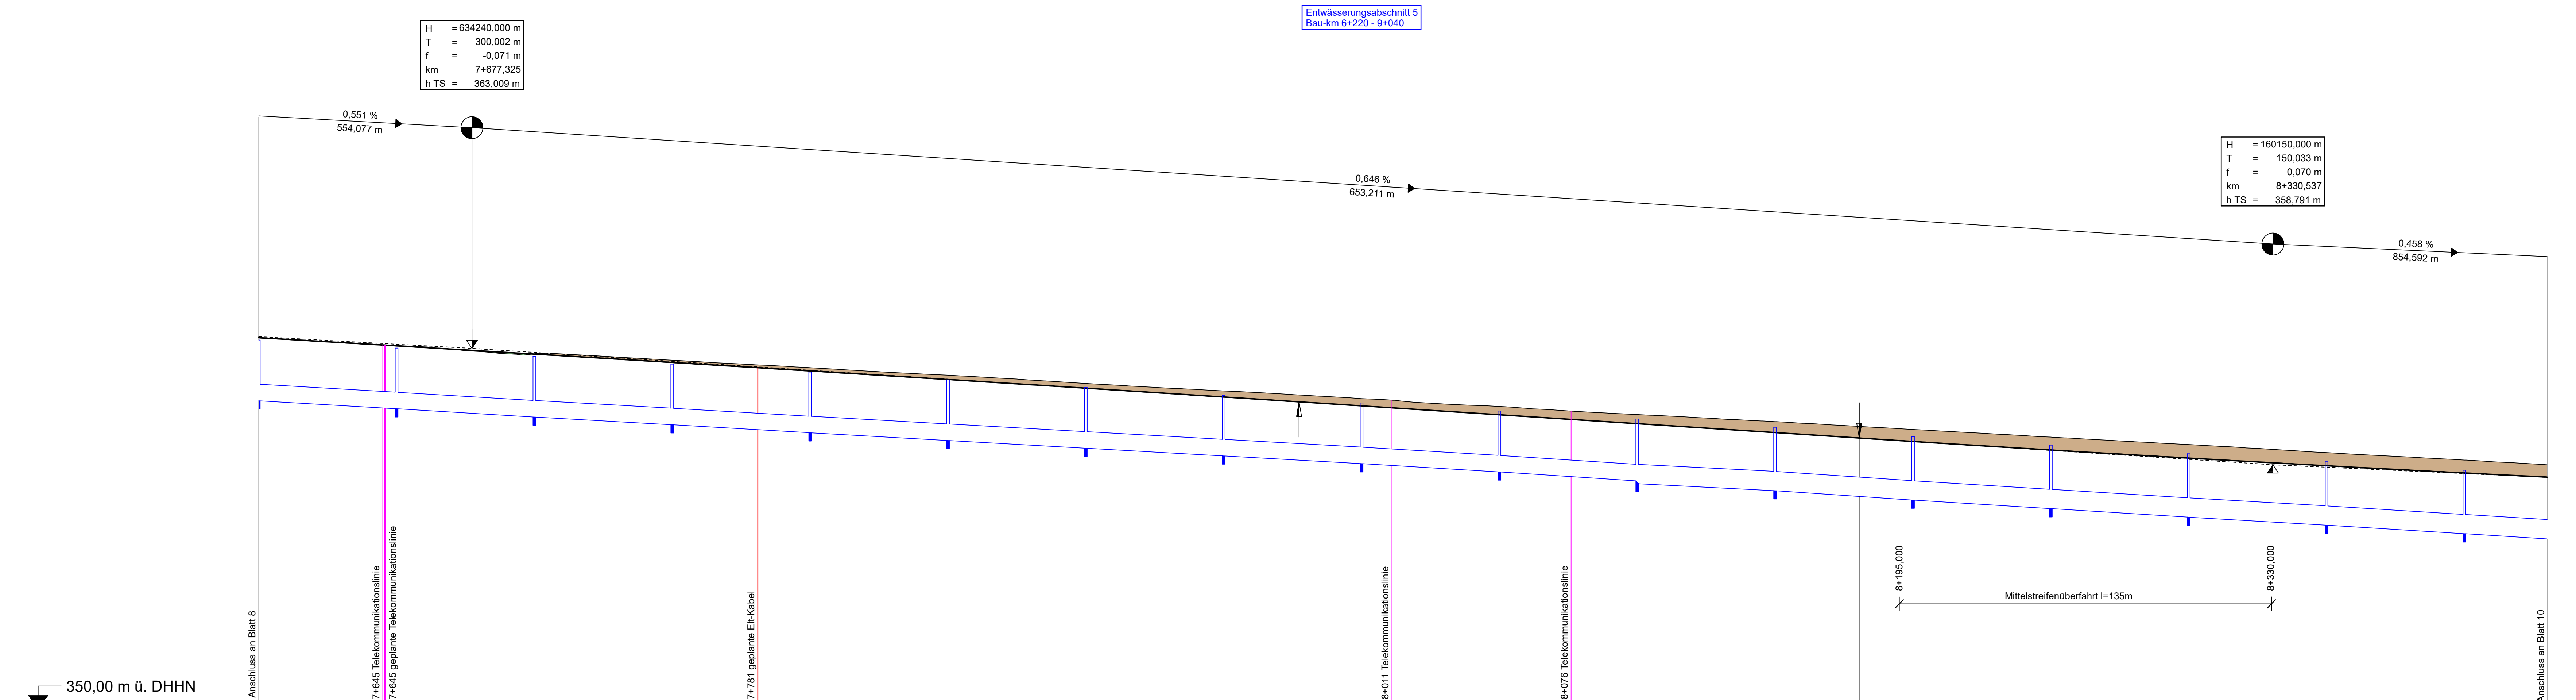 Entwässerungsabschnitt 5
Bau-km 6+220 - 9+040
H = 634240,000 m
T = 300,002 m
f = -0,071 m
km 7+677,325
h TS = 363,009 m
0,551 %
554,077 m
0,646 %
653,211 m
H = 160150,000 m
T = 150,033 m
f = 0,070 m
km 8+330,537
h TS = 358,791 m
0,458 %
854,592 m
Anschluss an Blatt 8
7+645 Telekommunikationslinie
7+645 geplante Telekommunikationslinie
7+781 geplante Elt-Kabel
8+011 Telekommunikationslinie
8+076 Telekommunikationslinie
8+195,000
Mittelstreifenüberfahrt l=135m
8+330,000
Anschluss an Blatt 10
350,00 m ü. DHHN